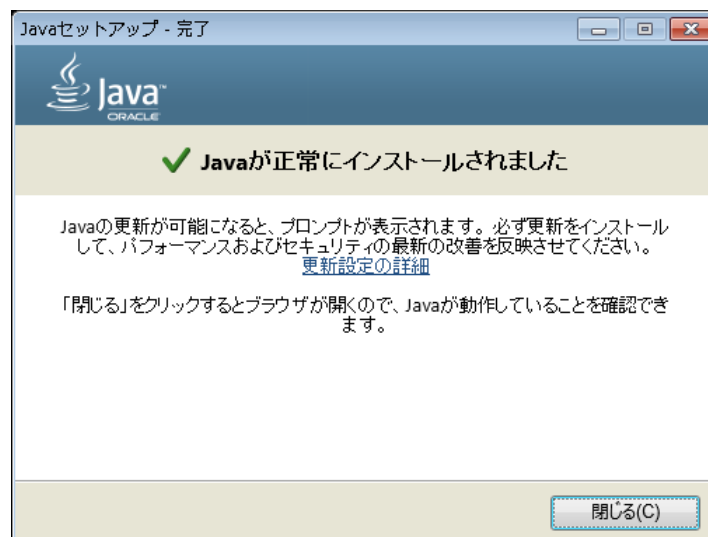 Javaセットアップ - 完了
Java™
ORACLE
Javaが正常にインストールされました
Javaの更新が可能になると、プロンプトが表示されます。必ず更新をインストール
して、パフォーマンスおよびセキュリティの最新の改善を反映させてください。
更新設定の詳細
「閉じる」をクリックするとブラウザが開くので、Javaが動作していることを確認でき
ます。
閉じる(C)